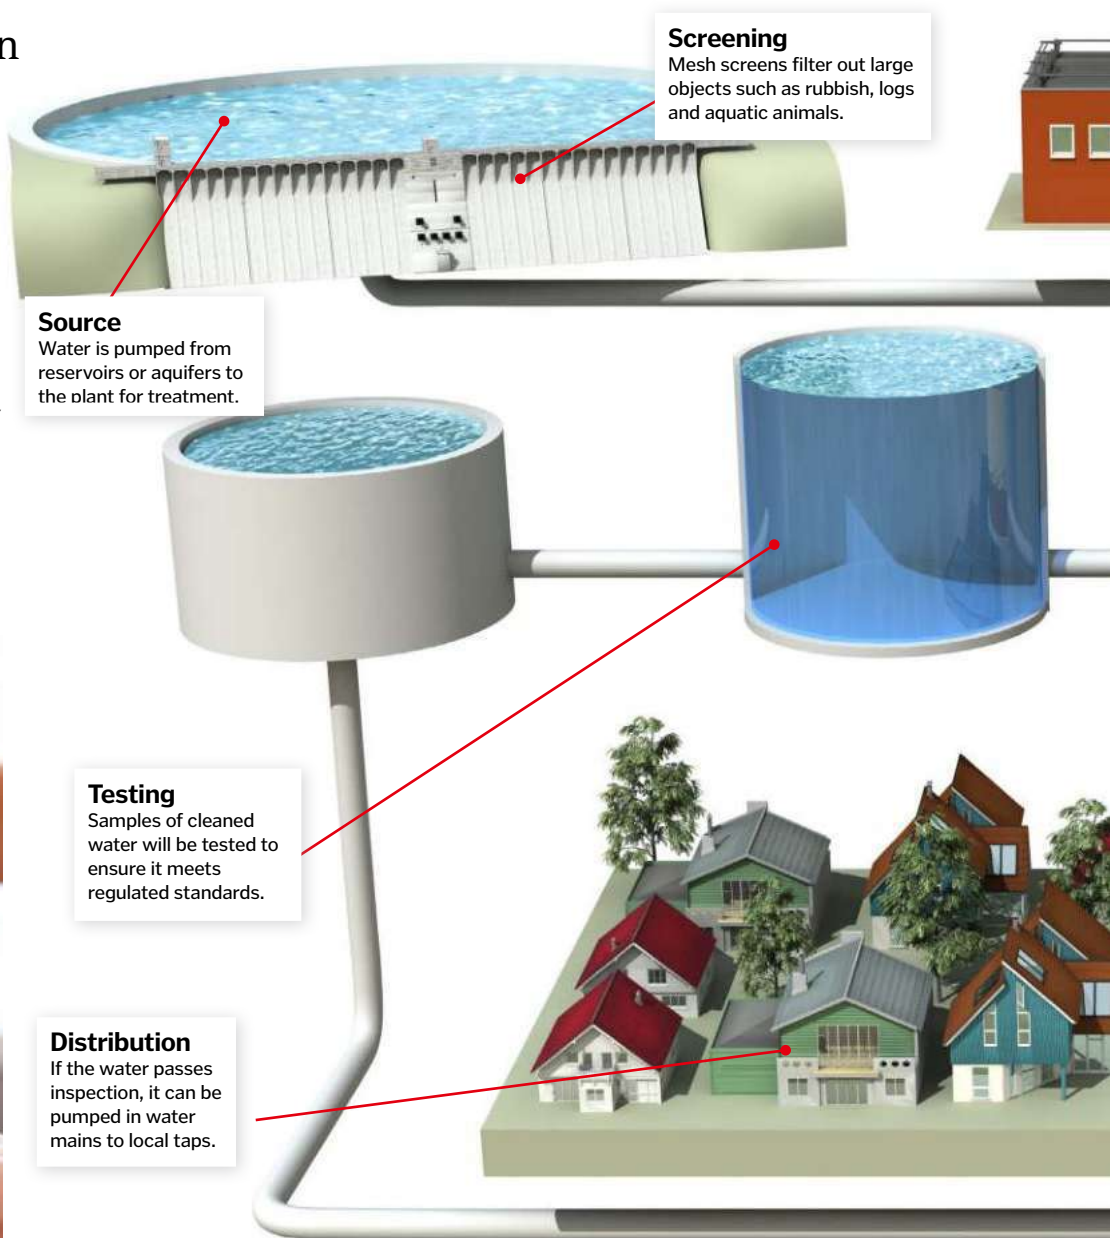 n
Screening
Mesh screens filter out large
objects such as rubbish, logs
and aquatic animals.
Source
Water is pumped from
reservoirs or aquifers to
the plant for treatment.
Testing
Samples of cleaned
water will be tested to
ensure it meets
regulated standards.
Distribution
If the water passes
inspection, it can be
pumped in water
mains to local taps.